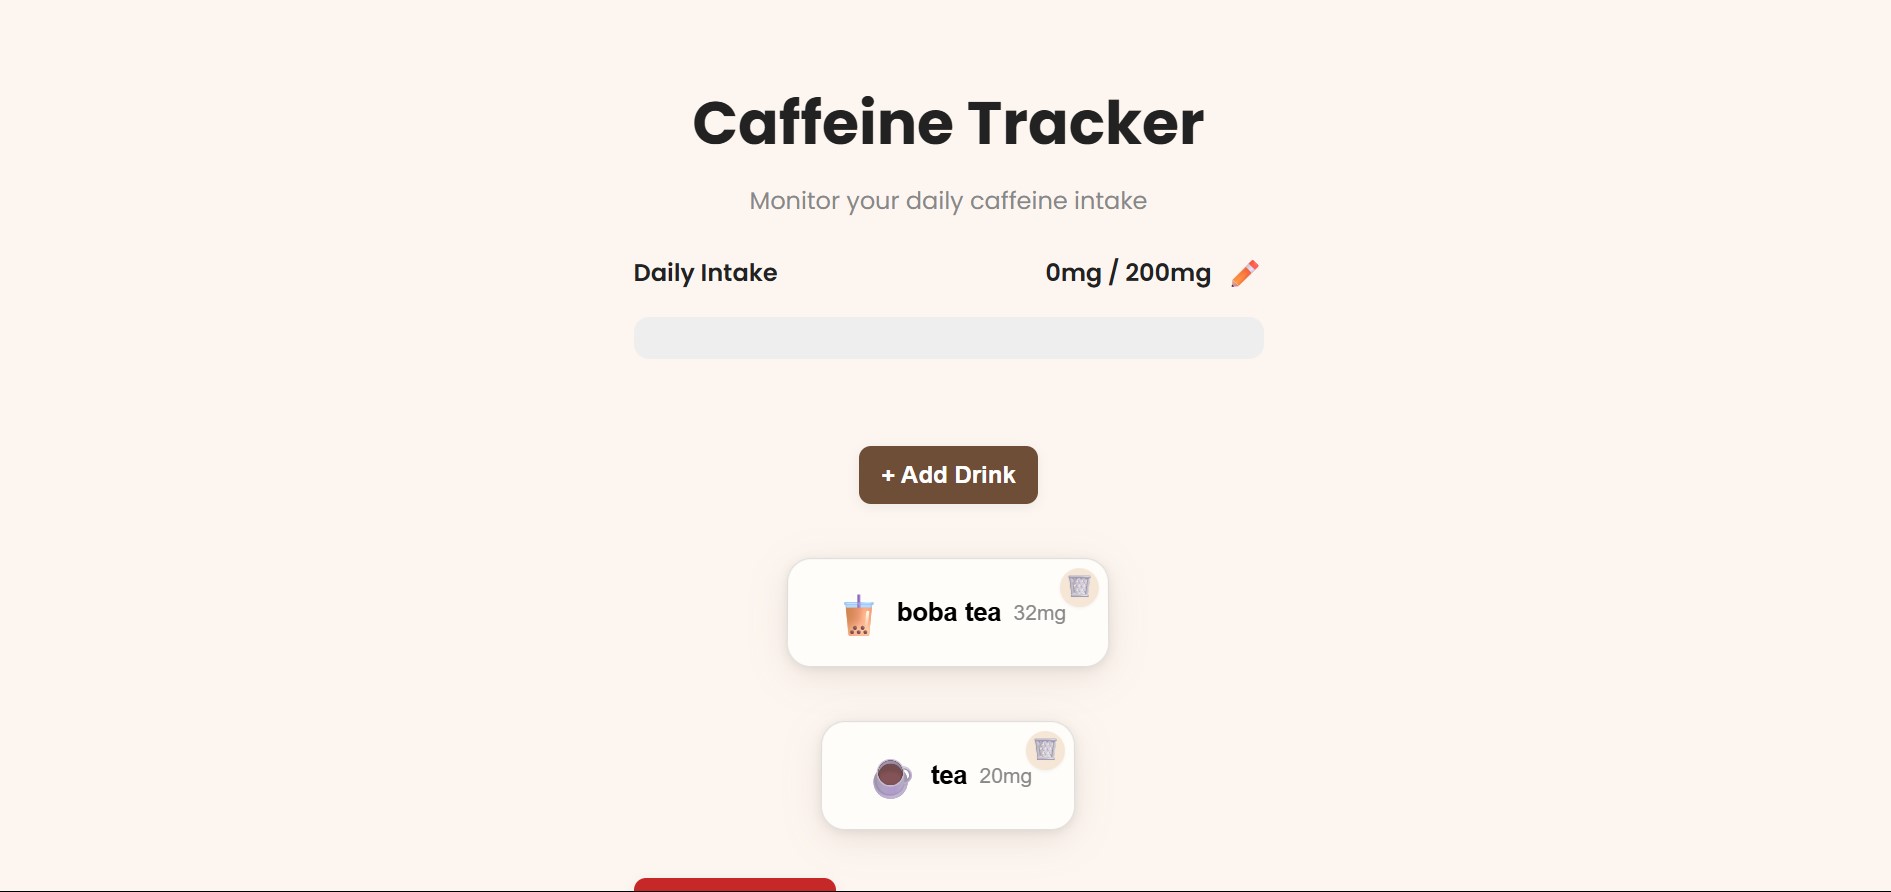 Caffeine Tracker
Monitor your daily caffeine intake
Daily Intake 0mg / 200mg
+ Add Drink
boba tea 32mg
tea 20mg